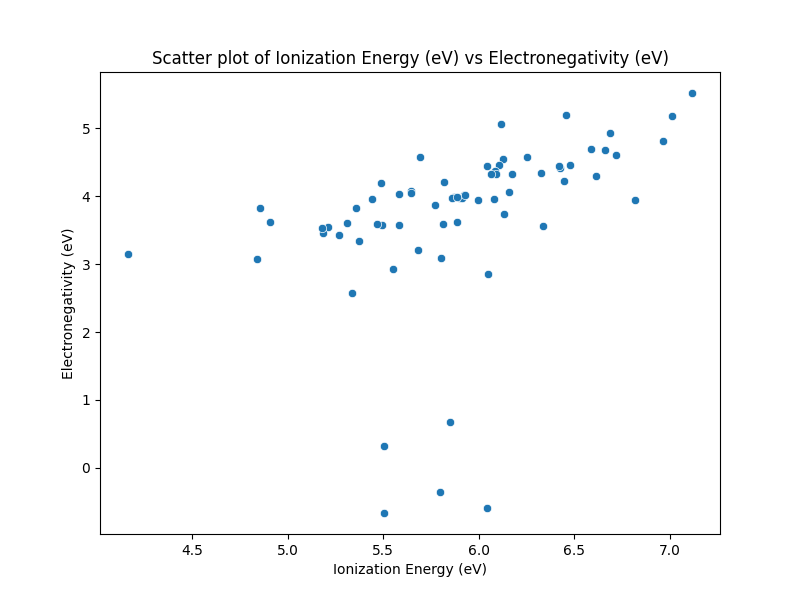 Scatter plot of Ionization Energy (eV) vs Electronegativity (eV)
5
4
3
2
1
0
Electronegativity (eV)
4.5 5.0 5.5 6.0 6.5 7.0
Ionization Energy (eV)